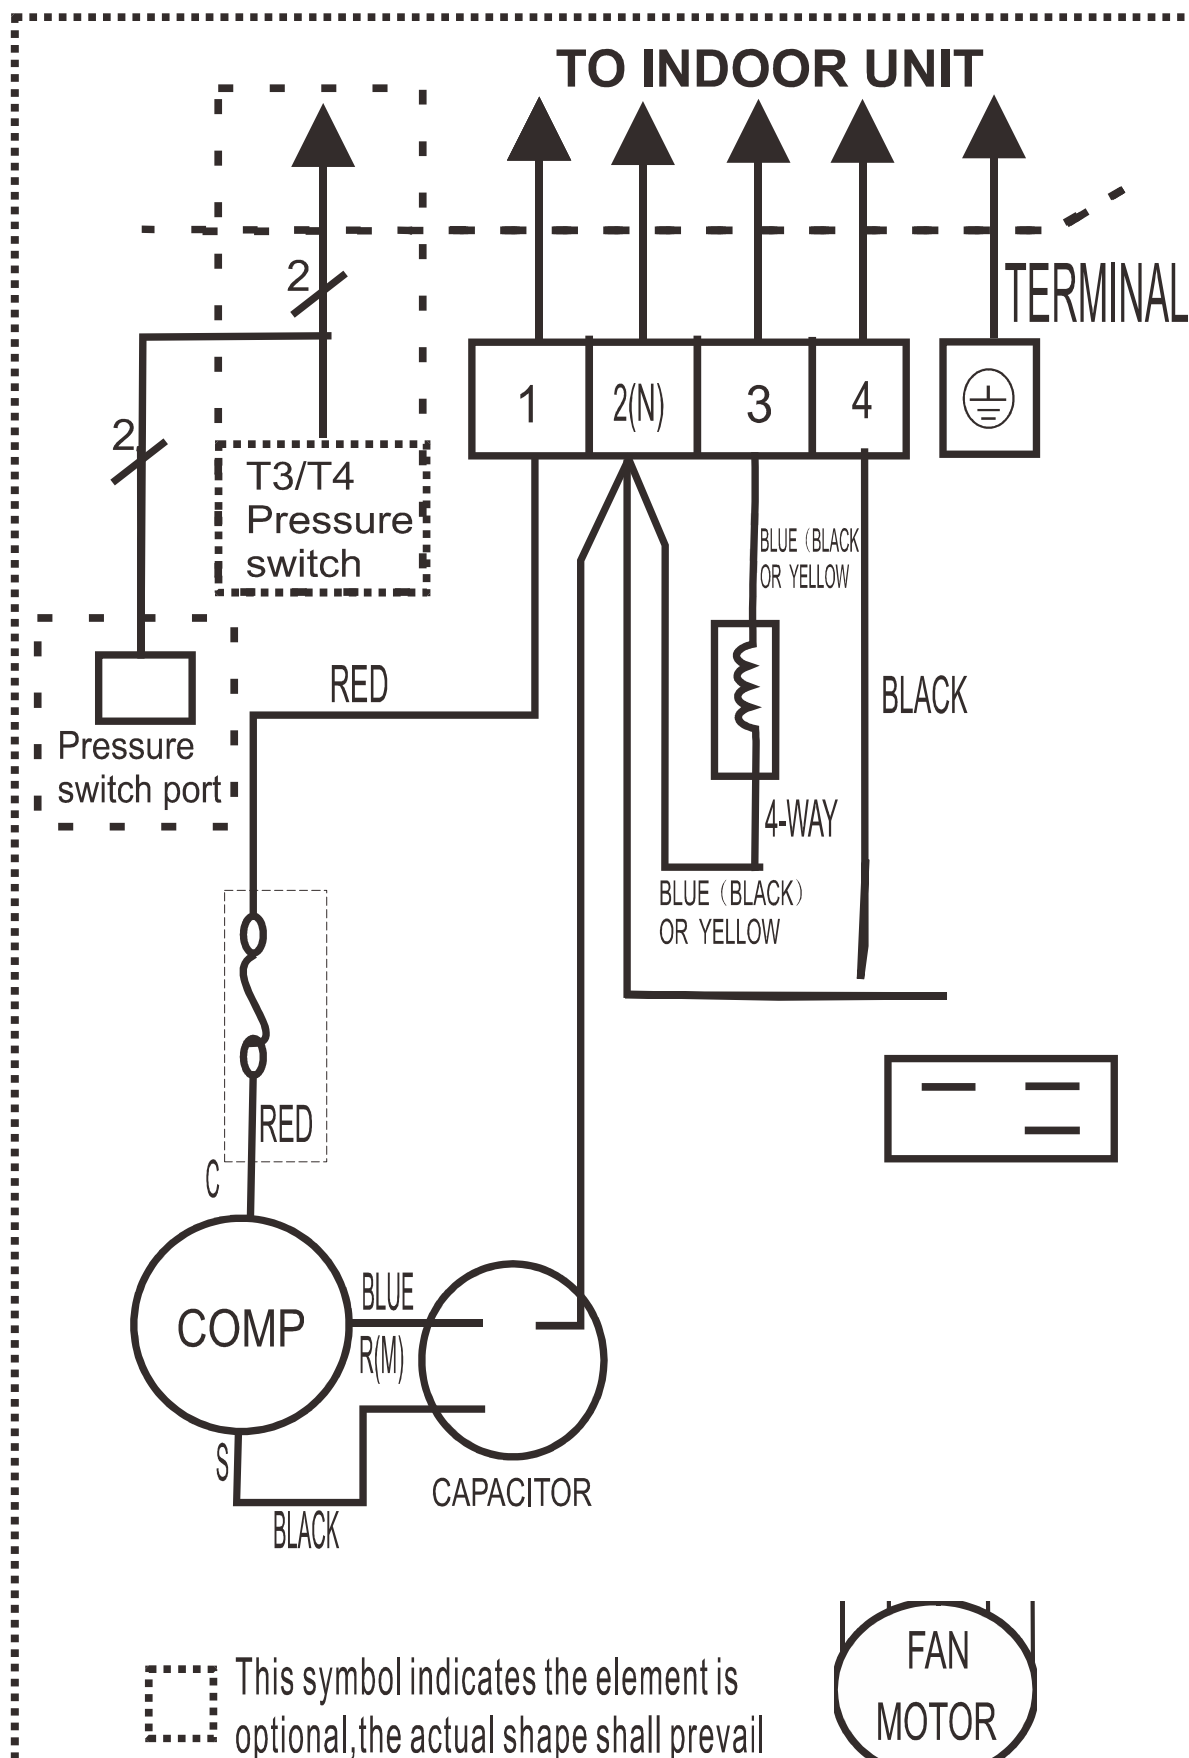 TO INDOOR UNIT
2
TERMINAL
1
2(N)
3
4
2
T3/T4
Pressure
switch
BLUE（BLACK
OR YELLOW
RED
BLACK
Pressure
switch port
4-WAY
BLUE（BLACK）
OR YELLOW
RED
C
COMP
BLUE
R(M)
S
CAPACITOR
BLACK
FAN
MOTOR
This symbol indicates the element is
optional,the actual shape shall prevail